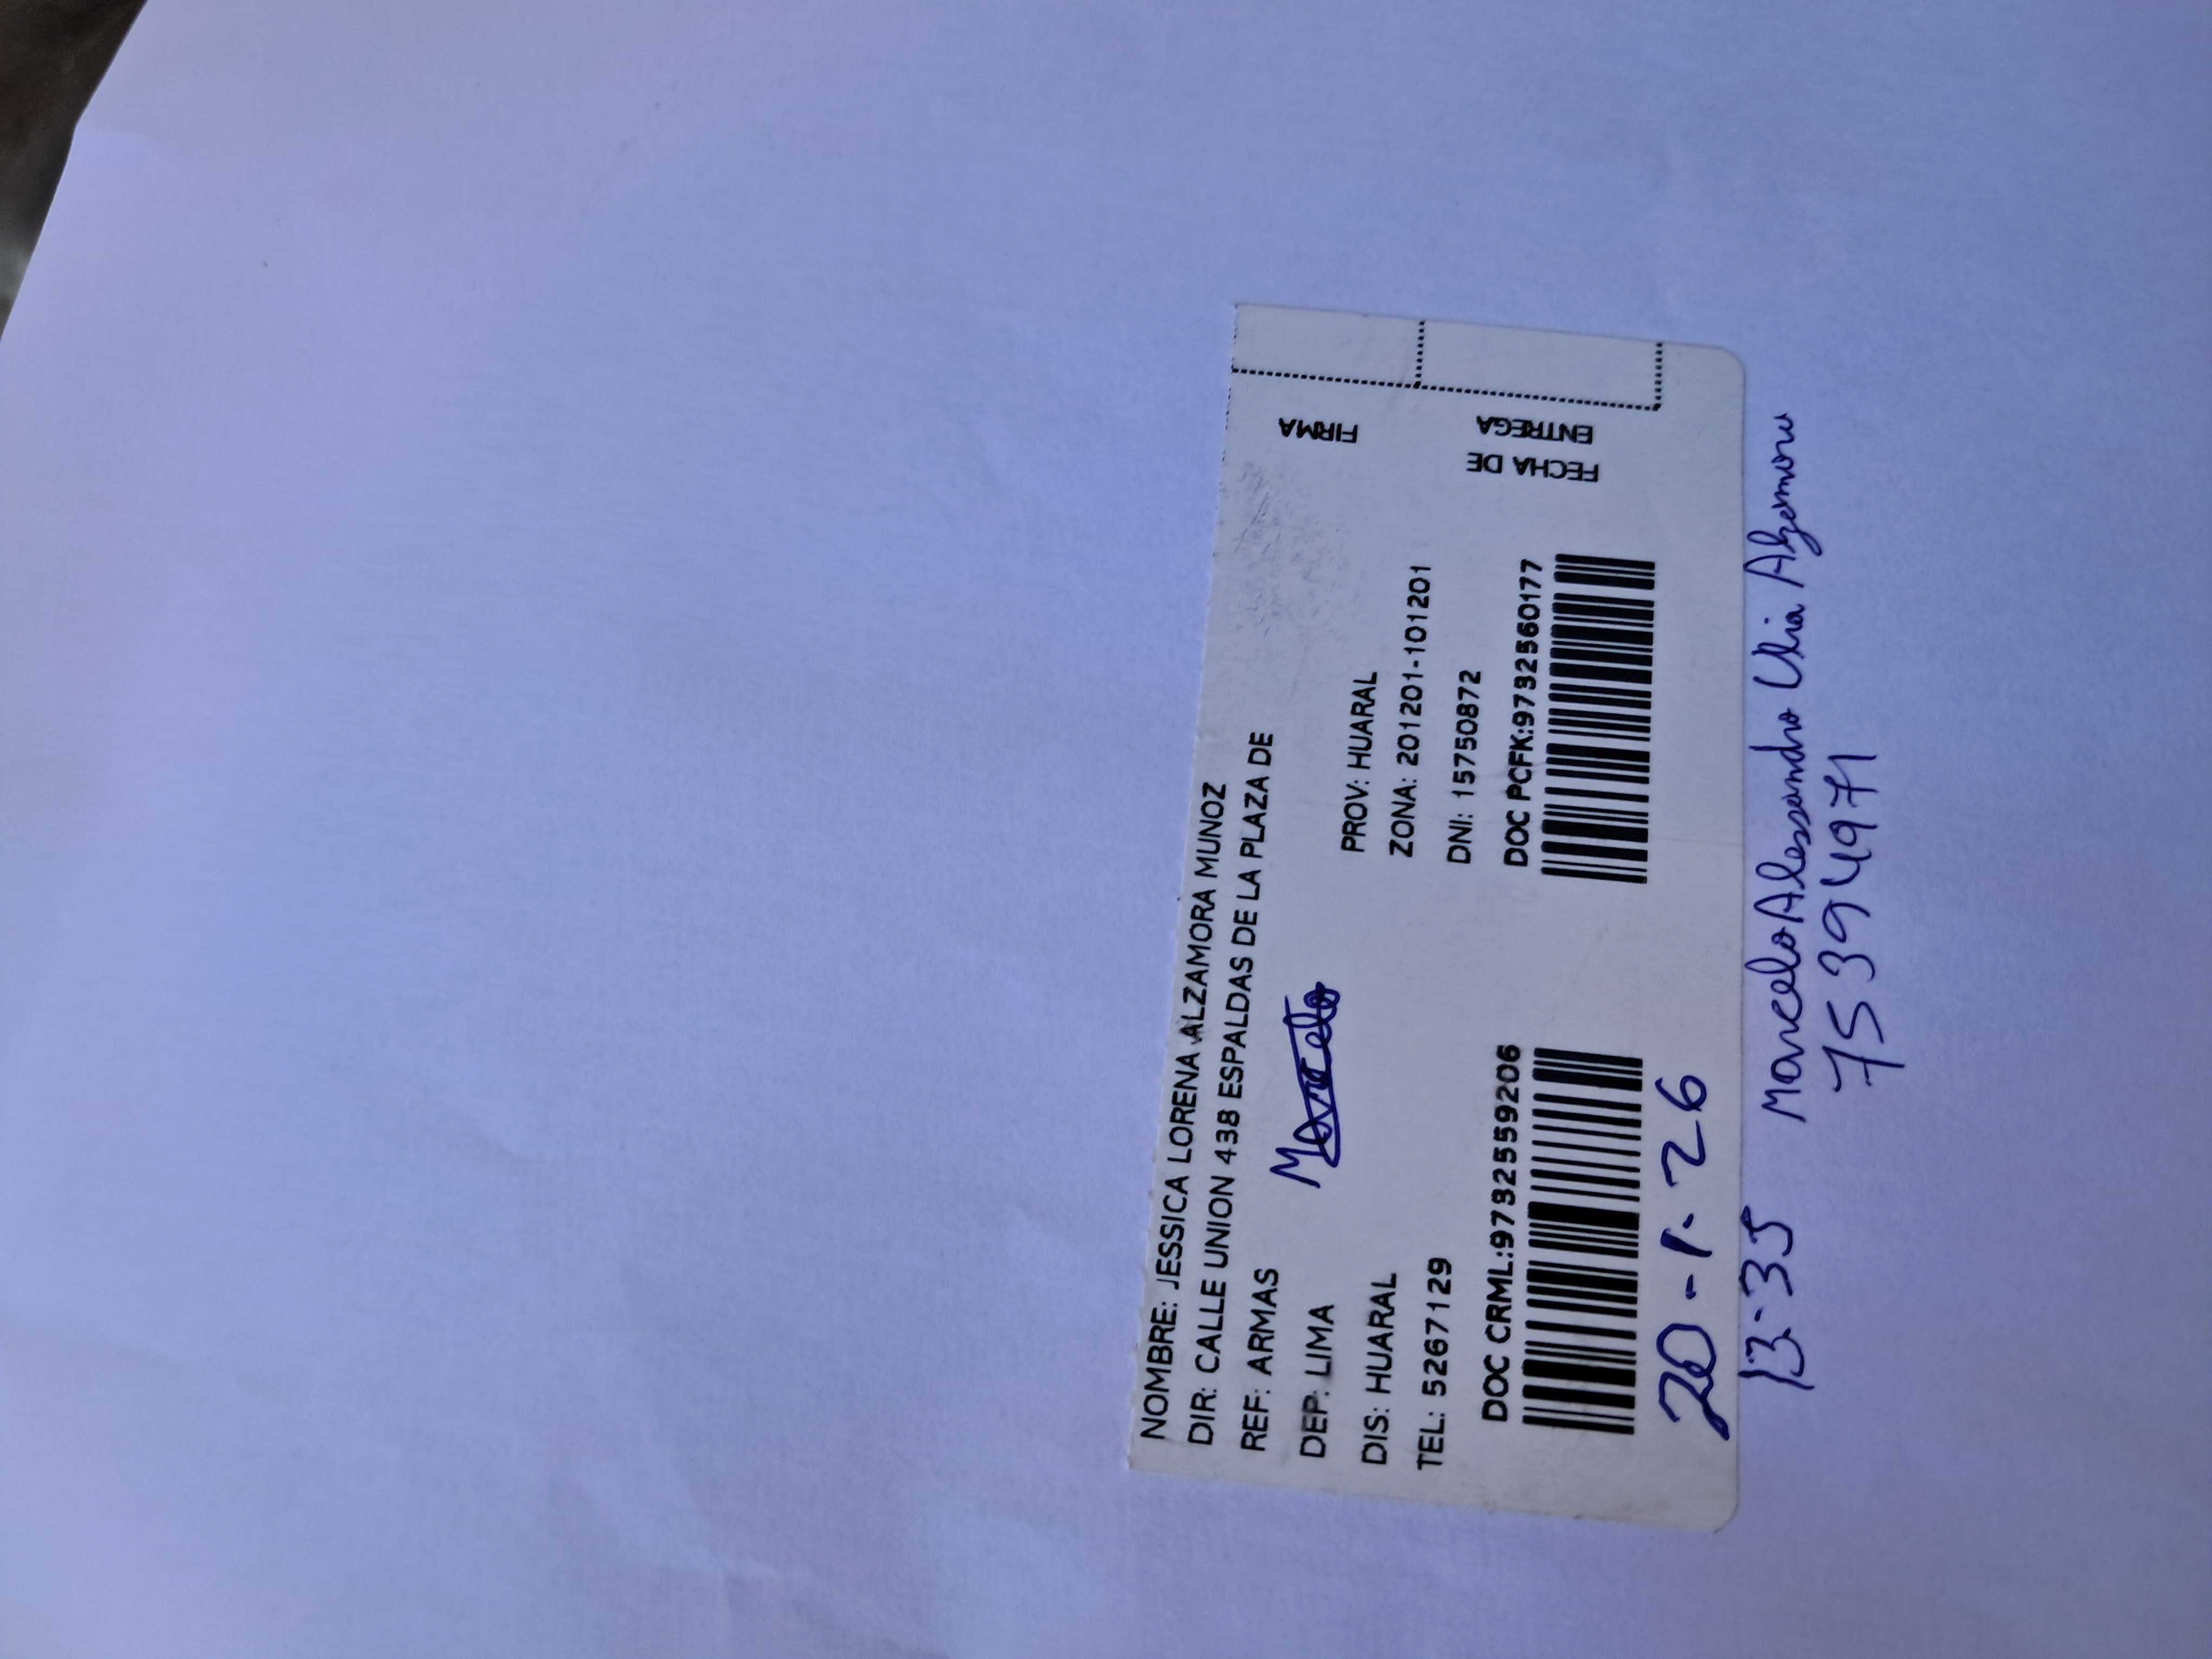 NOMBRE: JESSICA LORENA ALZAMORA MUNOZ
DIR: CALLE UNION 438 ESPALDAS DE LA PLAZA DE
REF: ARMAS
Marcelo
DEP: LIMA
PROV: HUARAL
DIS: HUARAL
ZONA: 201201-101201
TEL: 5267129
DNI: 15750872
DOC CRML:9732559206
DOC PCFK:9732560177
FIRMA
FECHA DE
ENTREGA
20-1-26
13:35
Marcelo Alessandro Alzamora
75394971